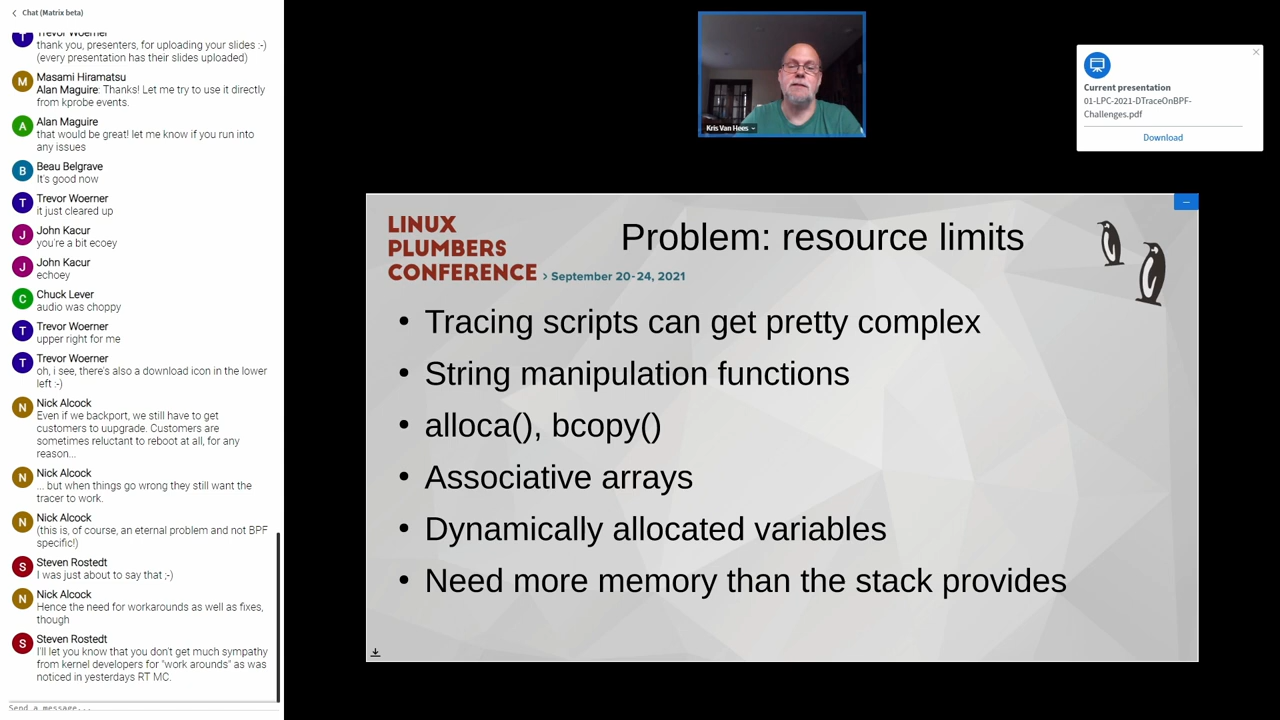 Chat (Matrix beta)
T
Trevor Woerner
thank you, presenters, for uploading your slides :-)
(every presentation has their slides uploaded)
M
Masami Hiramatsu
Alan Maguire: Thanks! Let me try to use it directly
from kprobe events.
A
Alan Maguire
that would be great! let me know if you run into
any issues
B
Beau Belgrave
It's good now
T
Trevor Woerner
it just cleared up
J
John Kacur
you're a bit ecoey
J
John Kacur
echoey
C
Chuck Lever
audio was choppy
T
Trevor Woerner
upper right for me
T
Trevor Woerner
oh, i see, there's also a download icon in the lower
left :-)
N
Nick Alcock
Even if we backport, we still have to get
customers to uupgrade. Customers are
sometimes reluctant to reboot at all, for any
reason...
N
Nick Alcock
... but when things go wrong they still want the
tracer to work.
N
Nick Alcock
(this is, of course, an eternal problem and not BPF
specific!)
S
Steven Rostedt
I was just about to say that ;-)
N
Nick Alcock
Hence the need for workarounds as well as fixes,
though
S
Steven Rostedt
I'll let you know that you don't get much sympathy
from kernel developers for "work arounds" as was
noticed in yesterdays RT MC.
Send a message...
Kris Van Hees
Current presentation
01-LPC-2021-DTraceOnBPF-
Challenges.pdf
Download
LINUX
PLUMBERS
CONFERENCE > September 20-24, 2021
Problem: resource limits
• Tracing scripts can get pretty complex
• String manipulation functions
• alloca(), bcopy()
• Associative arrays
• Dynamically allocated variables
• Need more memory than the stack provides